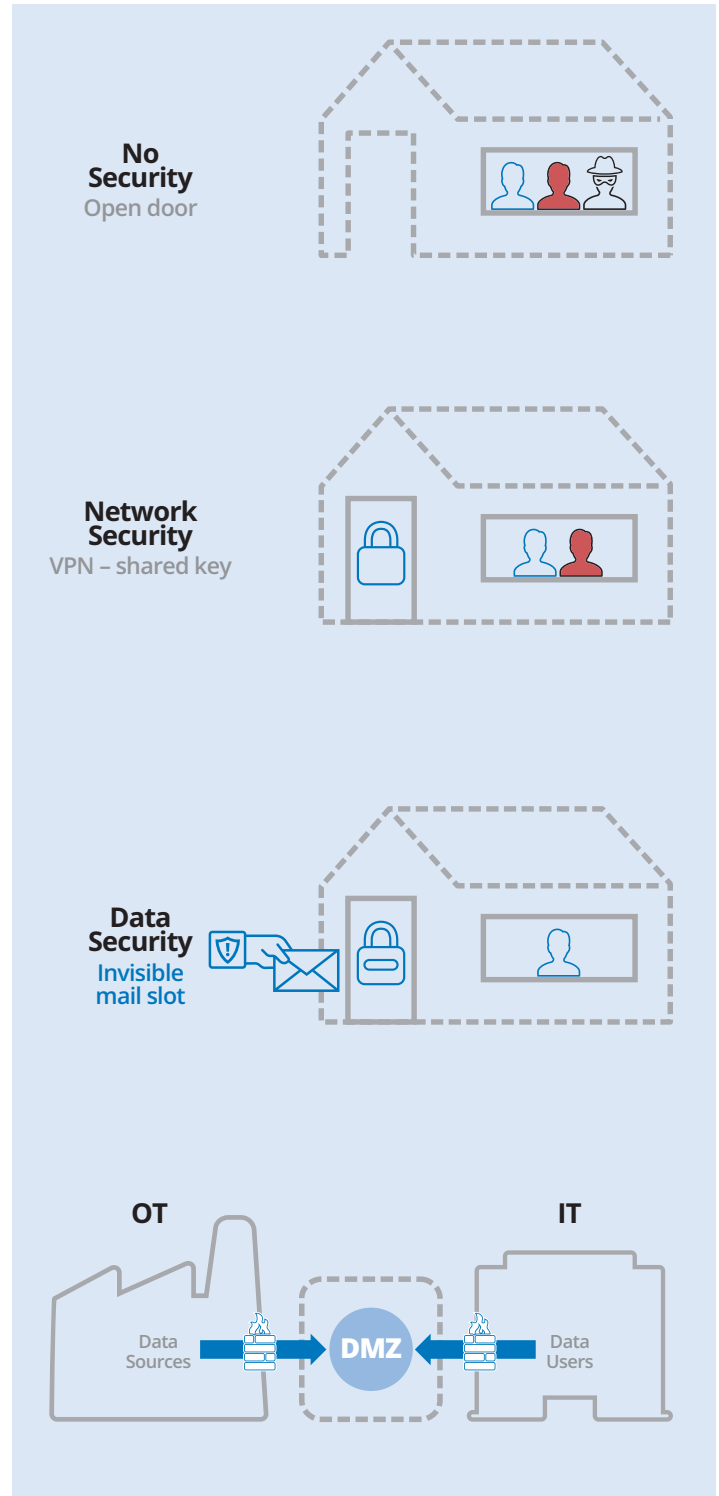 No
Security
Open door
Network
Security
VPN – shared key
Data
Security
Invisible
mail slot
OT
IT
Data
Sources
DMZ
Data
Users